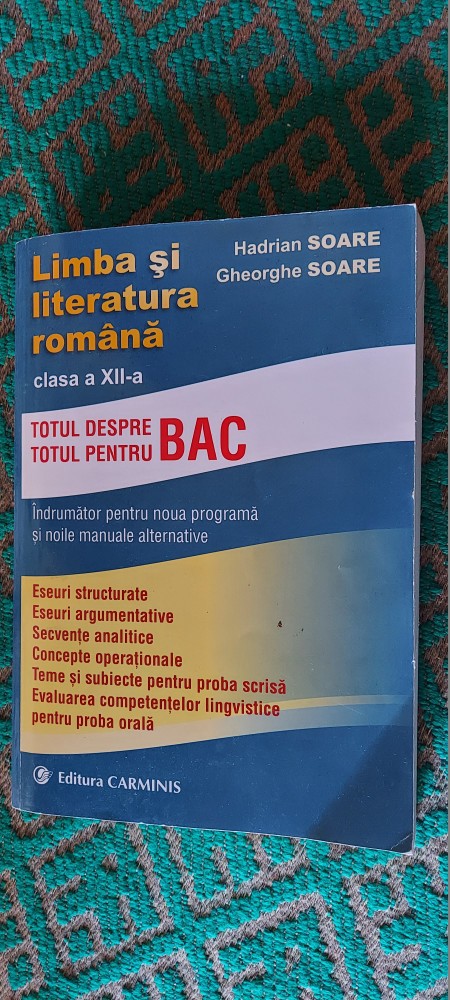 Hadrian SOARE
Gheorghe SOARE
Limba și
literatura
română
clasa a XII-a
TOTUL DESPRE
TOTUL PENTRU BAC
Îndrumător pentru noua programă
și noile manuale alternative
Eseuri structurate
Eseuri argumentative
Secvențe analitice
Concepte operaționale
Teme și subiecte pentru proba scrisă
Evaluarea competențelor lingvistice
pentru proba orală
Editura CARMINIS